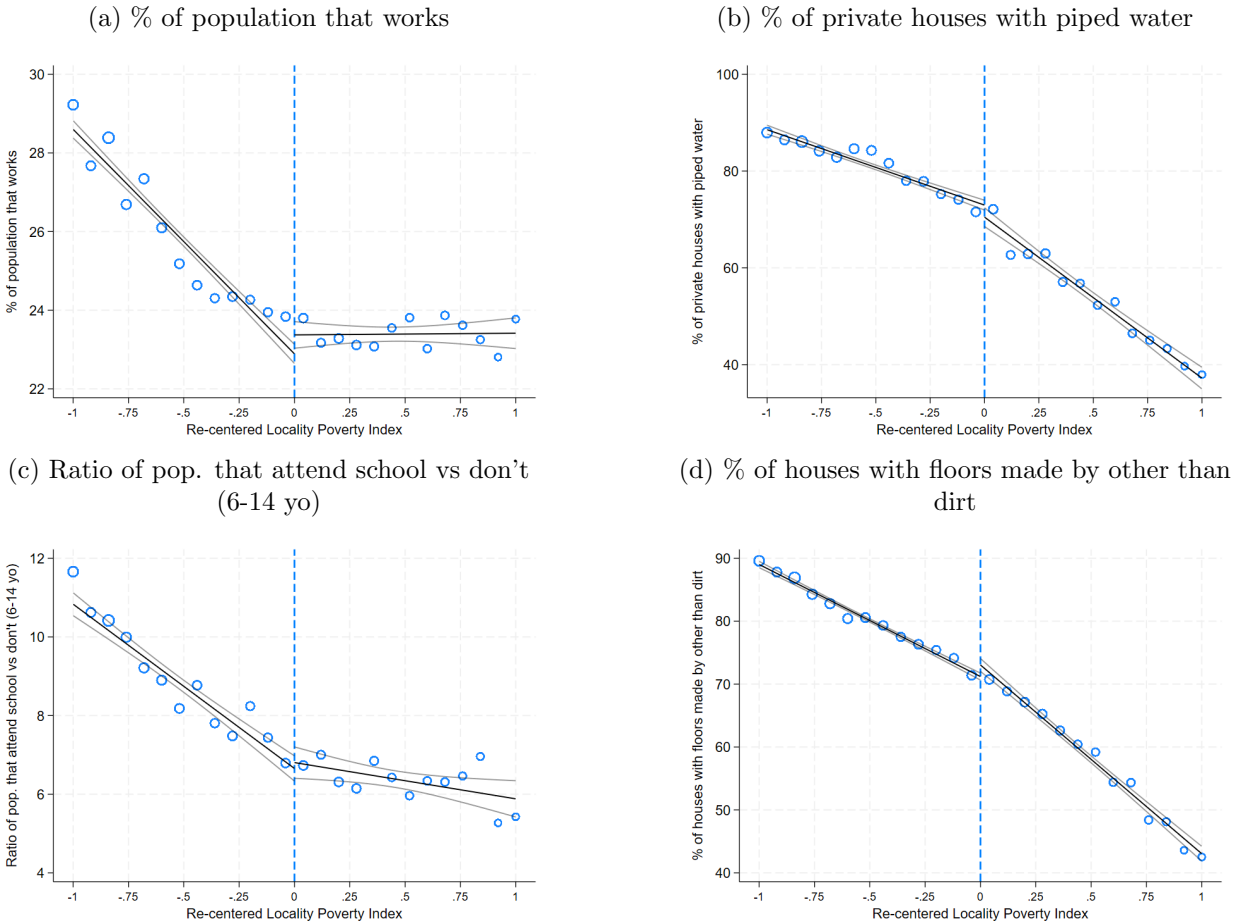 (a) % of population that works
30
28
26
24
22
% of population that works
-1 -.75 -.5 -.25 0 .25 .5 .75 1
Re-centered Locality Poverty Index
(b) % of private houses with piped water
100
80
60
40
% of private houses with piped water
-1 -.75 -.5 -.25 0 .25 .5 .75 1
Re-centered Locality Poverty Index
(c) Ratio of pop. that attend school vs don't
(6-14 yo)
12
10
8
6
4
Ratio of pop. that attend school vs don't (6-14 yo)
-1 -.75 -.5 -.25 0 .25 .5 .75 1
Re-centered Locality Poverty Index
(d) % of houses with floors made by other than
dirt
90
80
70
60
50
40
% of houses with floors made by other than dirt
-1 -.75 -.5 -.25 0 .25 .5 .75 1
Re-centered Locality Poverty Index